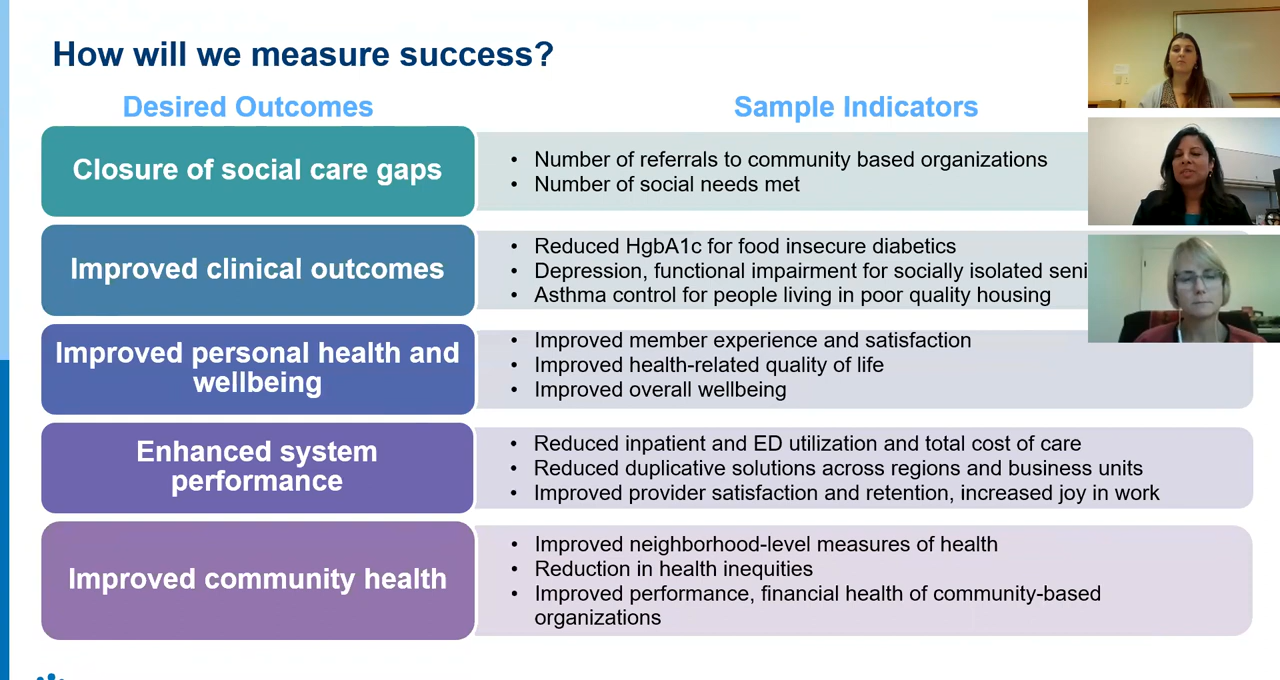 How will we measure success?
Desired Outcomes
Sample Indicators
Closure of social care gaps
• Number of referrals to community based organizations
• Number of social needs met
Improved clinical outcomes
• Reduced HgbA1c for food insecure diabetics
• Depression, functional impairment for socially isolated seni
• Asthma control for people living in poor quality housing
Improved personal health and
wellbeing
• Improved member experience and satisfaction
• Improved health-related quality of life
• Improved overall wellbeing
Enhanced system
performance
• Reduced inpatient and ED utilization and total cost of care
• Reduced duplicative solutions across regions and business units
• Improved provider satisfaction and retention, increased joy in work
Improved community health
• Improved neighborhood-level measures of health
• Reduction in health inequities
• Improved performance, financial health of community-based
organizations